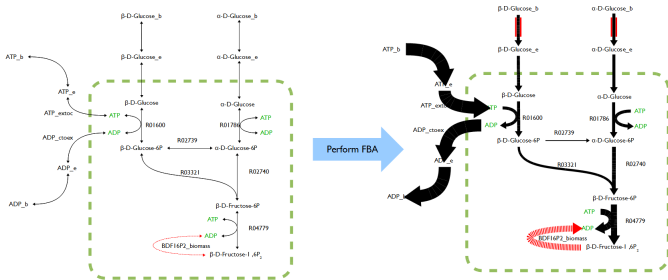 β-D-Glucose_b
α-D-Glucose_b
ATP_b
β-D-Glucose_e
α-D-Glucose_e
ATP_e
ATP_extoc
β-D-Glucose
α-D-Glucose
ATP
R01600
R01786
ATP
ADP_ctoex
ADP
ADP
R02739
β-D-Glucose-6P
α-D-Glucose-6P
ADP_e
R03321
R02740
ADP_b
β-D-Fructose-6P
ATP
R04779
ADP
BDF16P2_biomass
β-D-Fructose-1 ,6P2
Perform FBA
β-D-Glucose_b
α-D-Glucose_b
ATP_b
β-D-Glucose_e
α-D-Glucose_e
ATP_e
β-D-Glucose
α-D-Glucose
ATP_extoc
ATP
R01600
R01786
ATP
ADP_ctoex
ADP
ADP
R02739
β-D-Glucose-6P
α-D-Glucose-6P
ADP_e
R03321
R02740
β-D-Fructose-6P
ATP
R04779
ADP
BDF16P2_biomass
β-D-Fructose-1 ,6P2